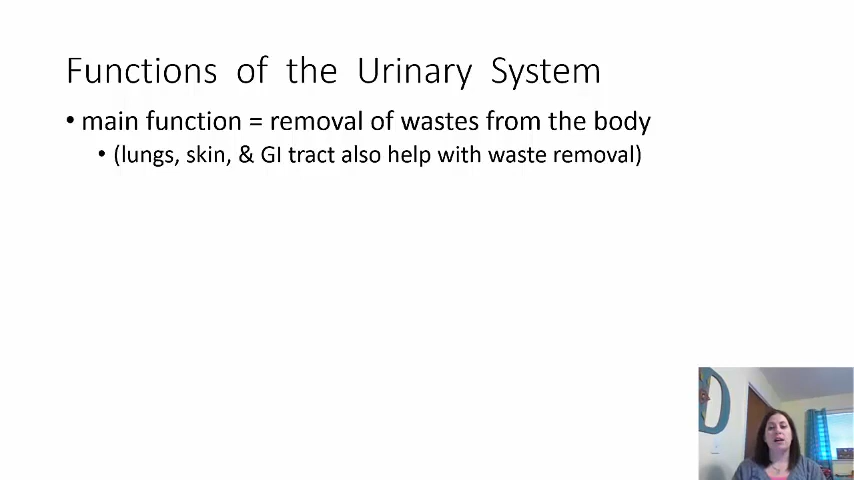 Functions of the Urinary System
• main function = removal of wastes from the body
• (lungs, skin, & GI tract also help with waste removal)
D